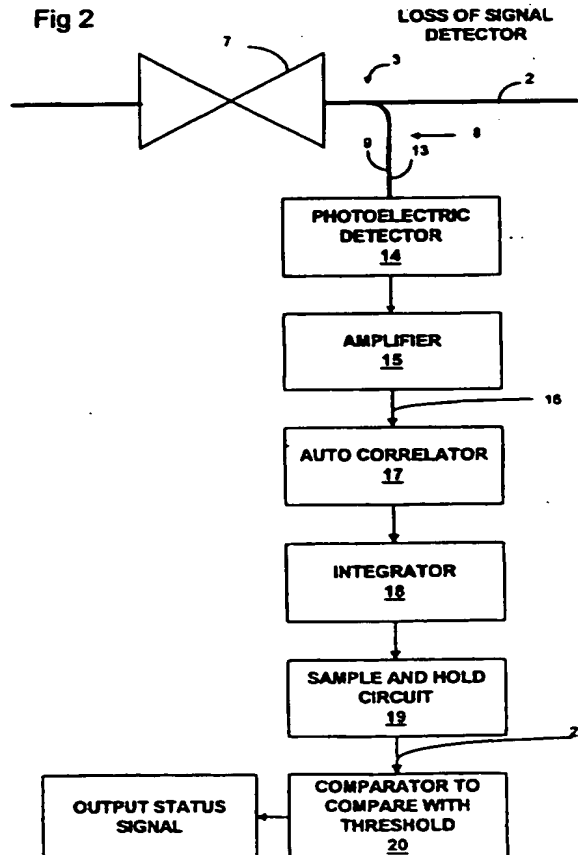 Fig 2
LOSS OF SIGNAL
DETECTOR
7
3
2
9
13
8
PHOTOELECTRIC
DETECTOR
14
AMPLIFIER
15
16
AUTO CORRELATOR
17
INTEGRATOR
18
SAMPLE AND HOLD
CIRCUIT
19
2
OUTPUT STATUS
SIGNAL
COMPARATOR TO
COMPARE WITH
THRESHOLD
20